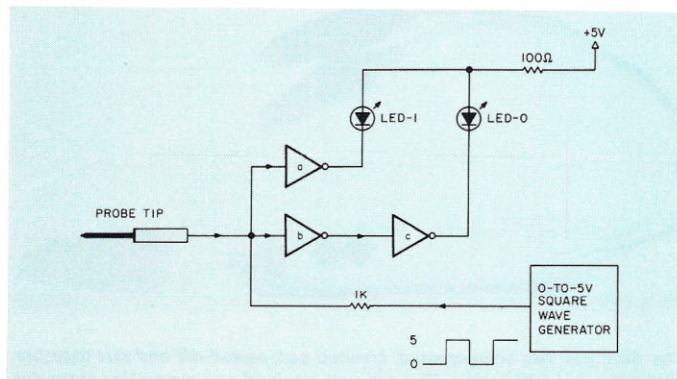 +5V
100Ω
LED-1
LED-0
a
PROBE TIP
b
c
1K
0-TO-5V
SQUARE
WAVE
GENERATOR
5
0